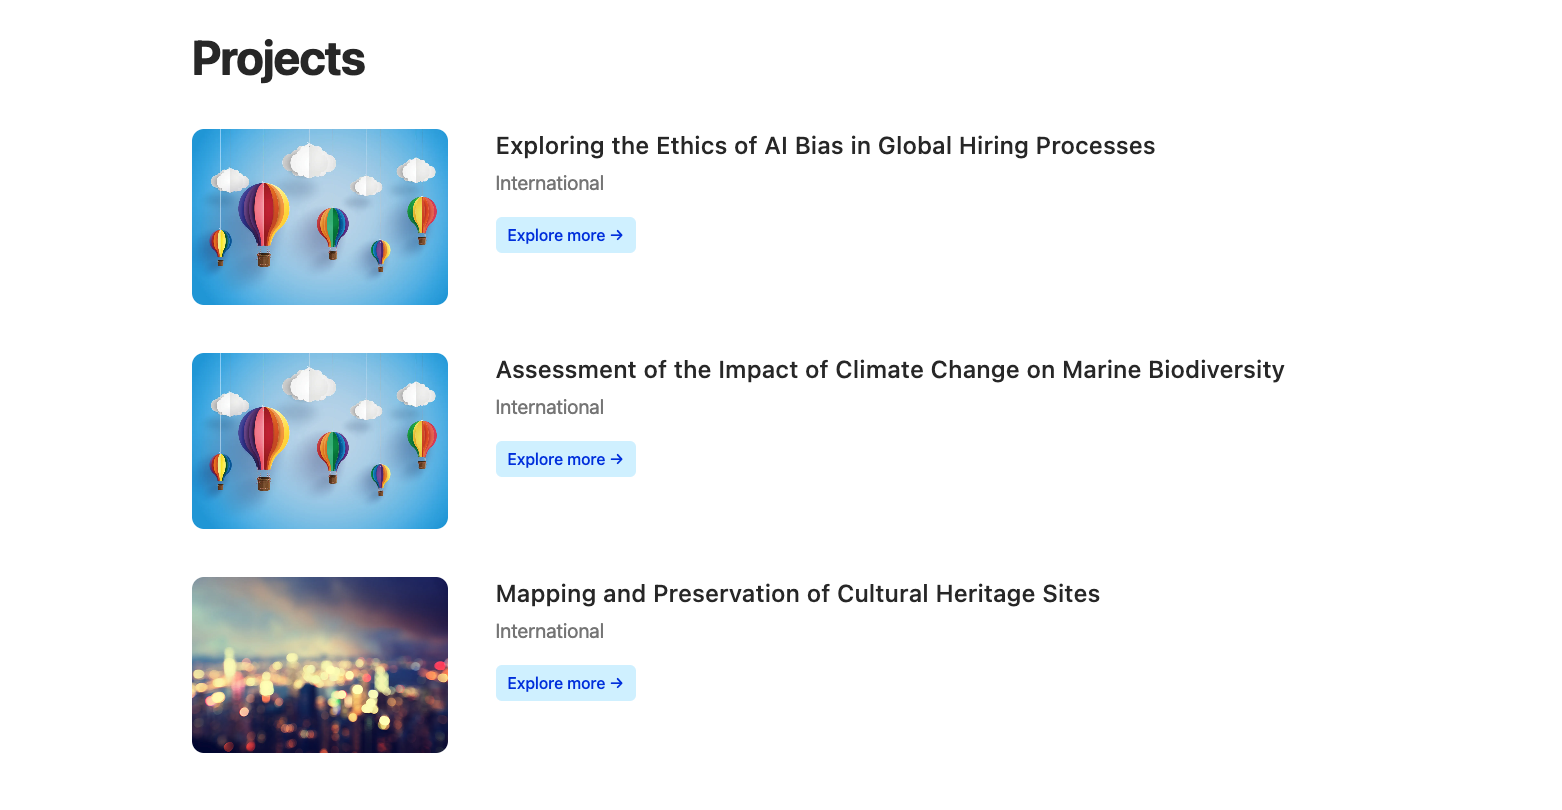 Projects
Exploring the Ethics of AI Bias in Global Hiring Processes
International
Explore more →
Assessment of the Impact of Climate Change on Marine Biodiversity
International
Explore more →
Mapping and Preservation of Cultural Heritage Sites
International
Explore more →